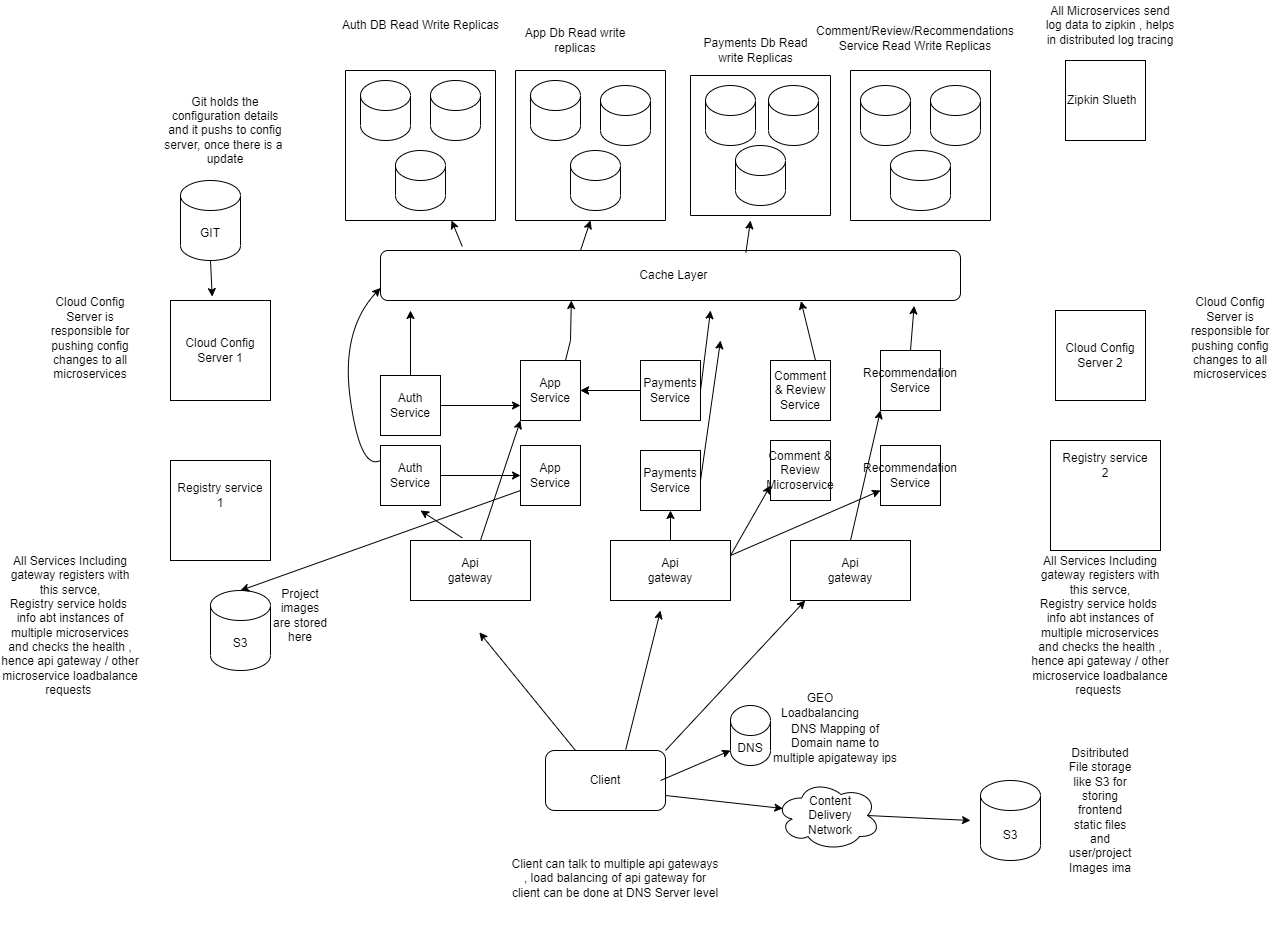 Auth DB Read Write Replicas
App Db Read write
replicas
Payments Db Read
write Replicas
Comment/Review/Recommendations
Service Read Write Replicas
All Microservices send
log data to zipkin , helps
in distributed log tracing
Zipkin Slueth
Git holds the
configuration details
and it pushs to config
server, once there is a
update
GIT
Cache Layer
Cloud Config
Server is
responsible for
pushing config
changes to all
microservices
Cloud Config
Server 1
Cloud Config
Server 2
Cloud Config
Server is
responsible for
pushing config
changes to all
microservices
Auth
Service
App
Service
Payments
Service
Comment
& Review
Service
Recommendation
Service
Auth
Service
App
Service
Payments
Service
Comment &
Review
Microservice
Recommendation
Service
Registry service
1
Registry service
2
Api
gateway
Api
gateway
Api
gateway
All Services Including
gateway registers with
this servce,
Registry service holds
info abt instances of
multiple microservices
and checks the health ,
hence api gateway / other
microservice loadbalance
requests
S3
Project
images
are stored
here
All Services Including
gateway registers with
this servce,
Registry service holds
info abt instances of
multiple microservices
and checks the health ,
hence api gateway / other
microservice loadbalance
requests
GEO
Loadbalancing
DNS Mapping of
Domain name to
multiple apigateway ips
DNS
Client
Content
Delivery
Network
S3
Dsitributed
File storage
like S3 for
storing
frontend
static files
and
user/project
Images ima
Client can talk to multiple api gateways
, load balancing of api gateway for
client can be done at DNS Server level